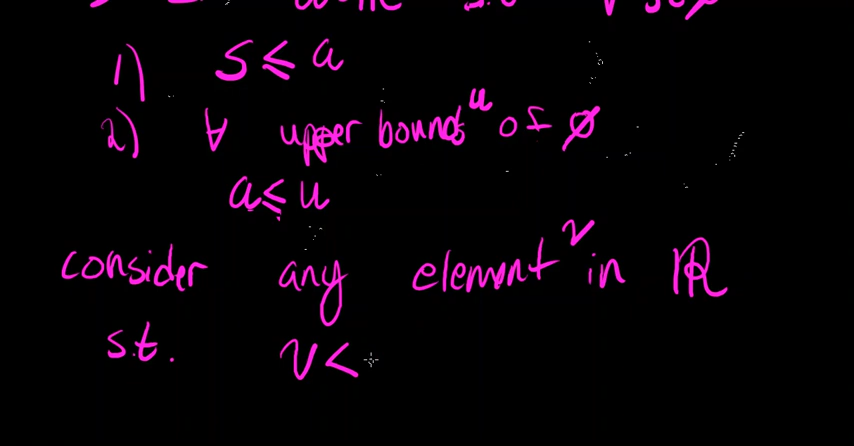 1) S ≤ a
2) ∀ upper bounds u of ∅
a ≤ u
consider any element v in ℝ
s.t. v <